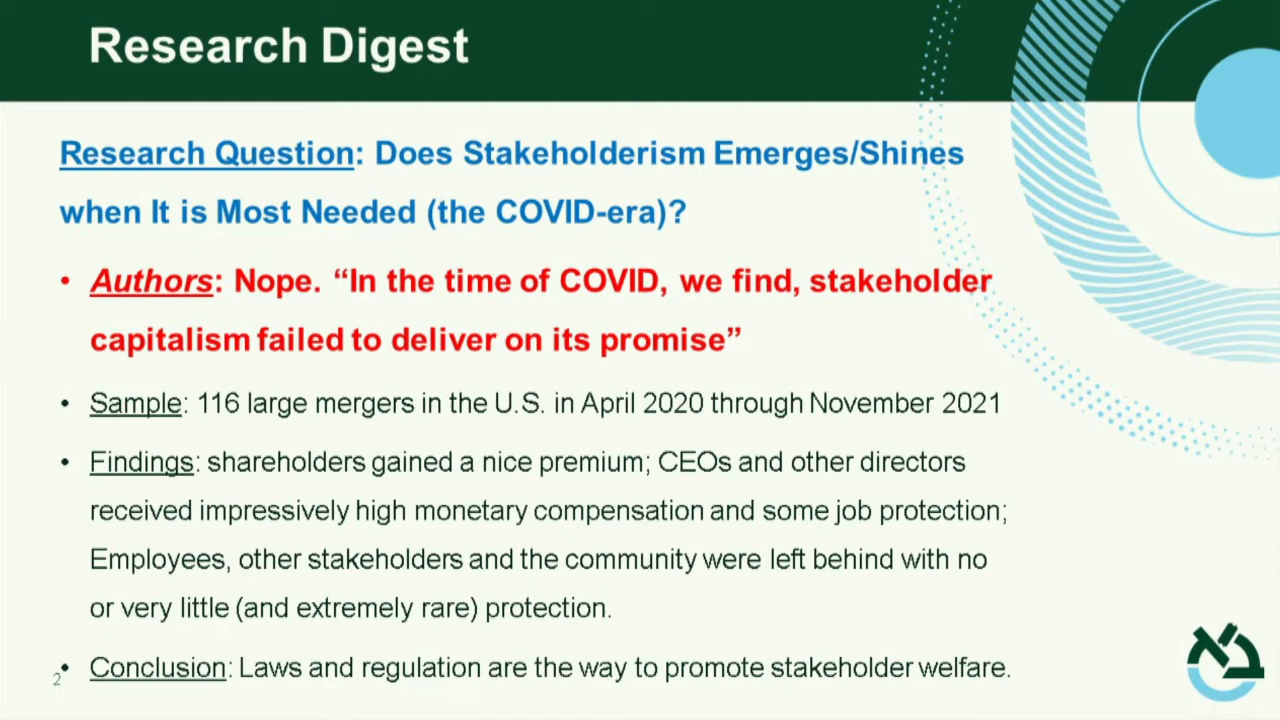 Research Digest
Research Question: Does Stakeholderism Emerges/Shines
when It is Most Needed (the COVID-era)?
• Authors: Nope. “In the time of COVID, we find, stakeholder
capitalism failed to deliver on its promise”
• Sample: 116 large mergers in the U.S. in April 2020 through November 2021
• Findings: shareholders gained a nice premium; CEOs and other directors
received impressively high monetary compensation and some job protection;
Employees, other stakeholders and the community were left behind with no
or very little (and extremely rare) protection.
• Conclusion: Laws and regulation are the way to promote stakeholder welfare.
2